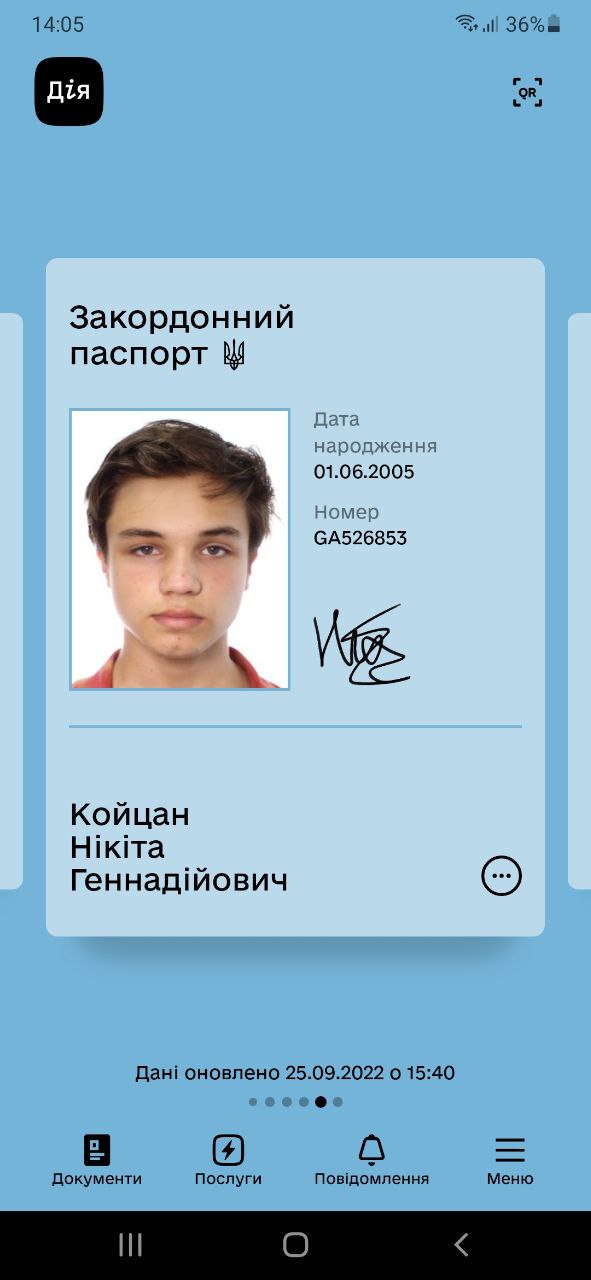 14:05
36%
Дія
QR
Закордонний
паспорт
Дата
народження
01.06.2005
Номер
GA526853
Койцан
Нікіта
Геннадійович
Дані оновлено 25.09.2022 о 15:40
Документи
Послуги
Повідомлення
Меню